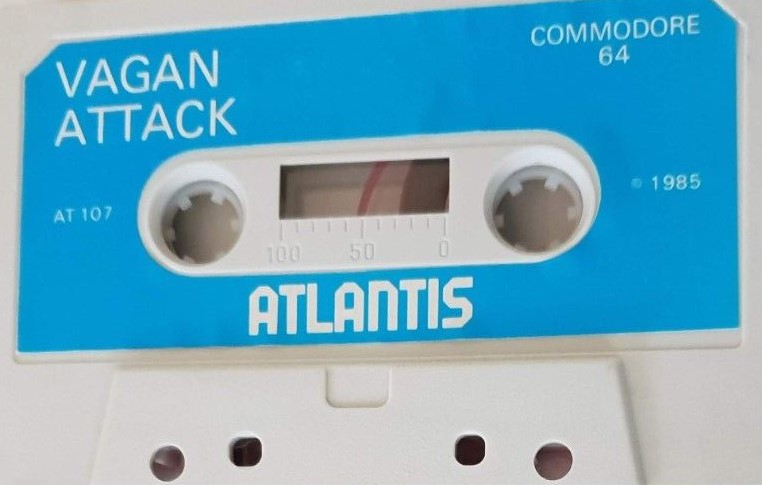 VAGAN
ATTACK
COMMODORE
64
AT 107
© 1985
100 50 0
ATLANTIS